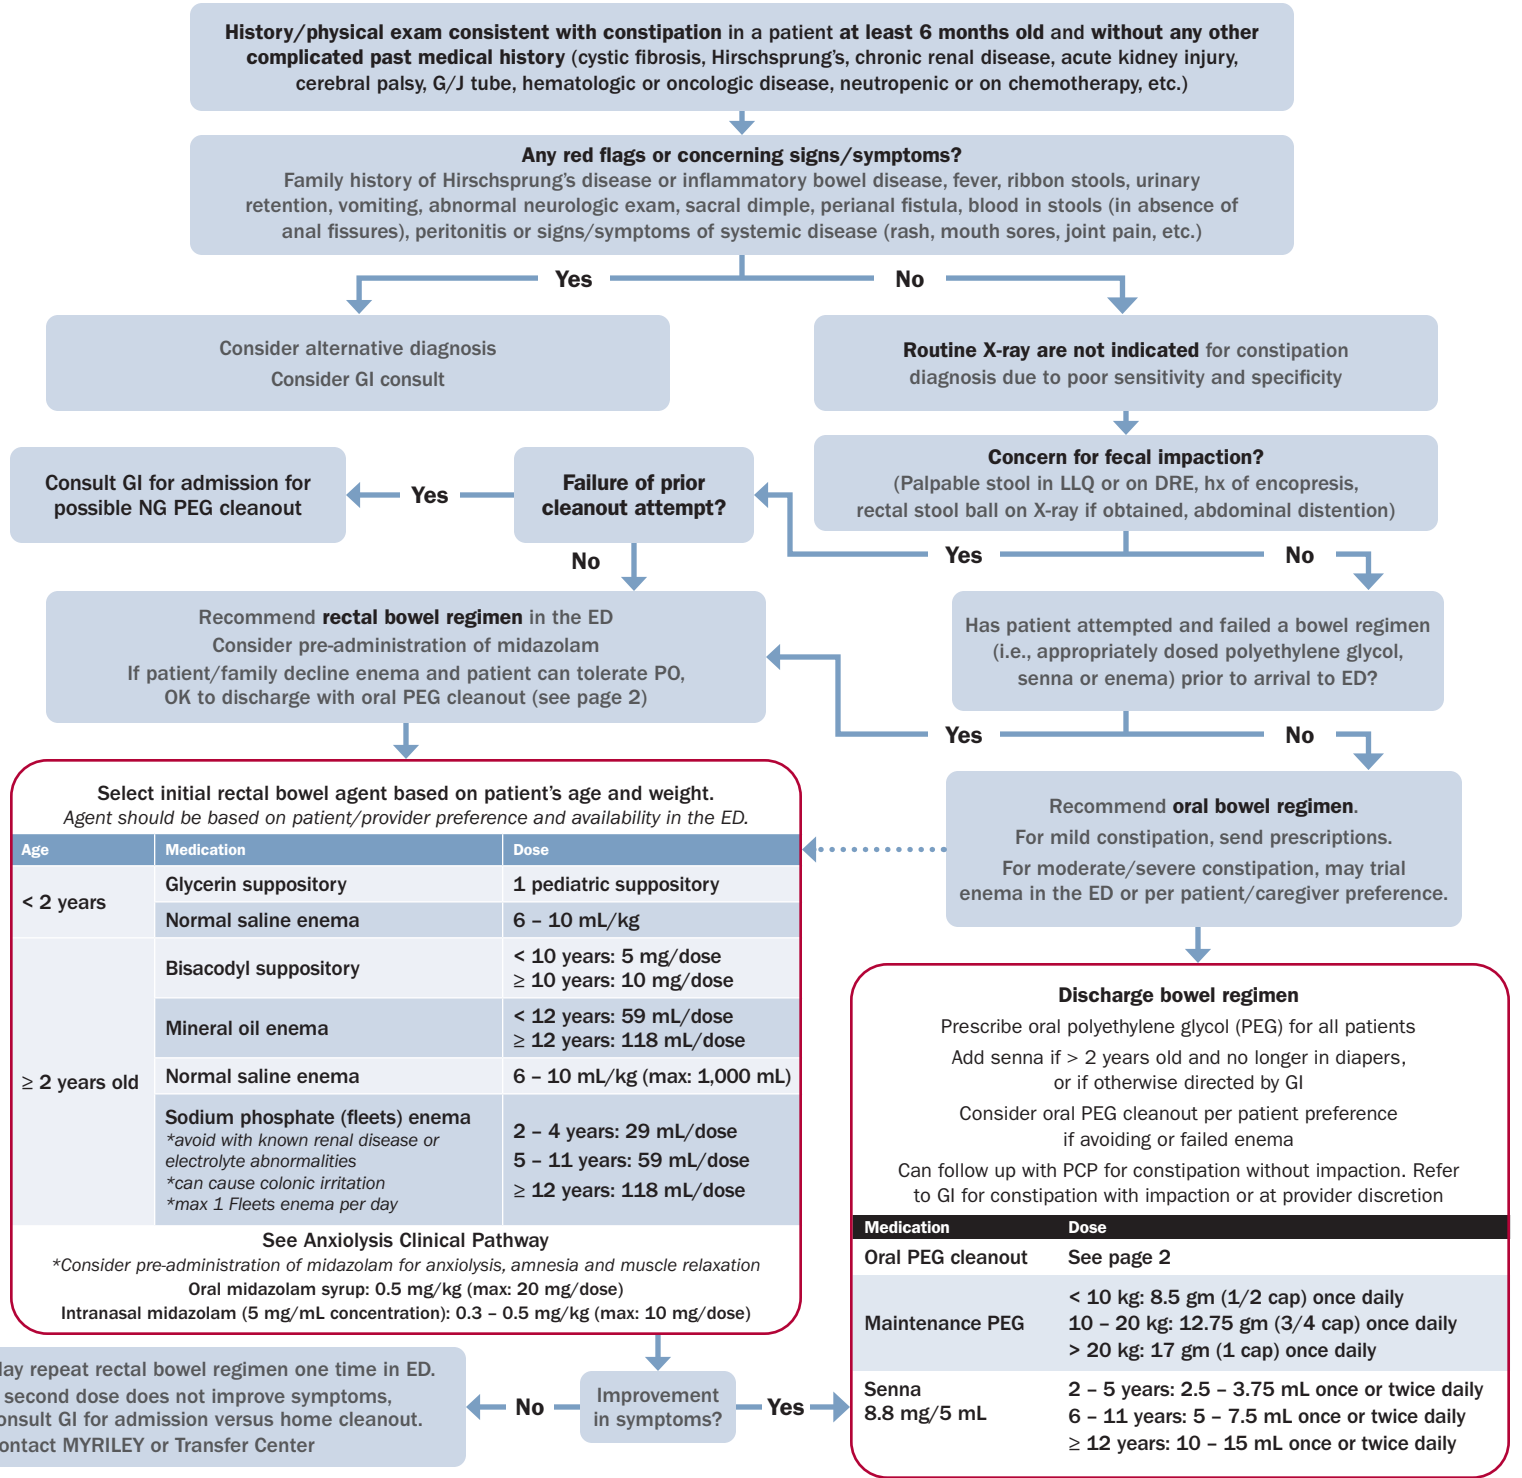 History/physical exam consistent with constipation in a patient at least 6 months old and without any other
complicated past medical history (cystic fibrosis, Hirschsprung's, chronic renal disease, acute kidney injury,
cerebral palsy, G/J tube, hematologic or oncologic disease, neutropenic or on chemotherapy, etc.)
Any red flags or concerning signs/symptoms?
Family history of Hirschsprung's disease or inflammatory bowel disease, fever, ribbon stools, urinary
retention, vomiting, abnormal neurologic exam, sacral dimple, perianal fistula, blood in stools (in absence of
anal fissures), peritonitis or signs/symptoms of systemic disease (rash, mouth sores, joint pain, etc.)
Yes
No
Consider alternative diagnosis
Consider GI consult
Routine X-ray are not indicated for constipation
diagnosis due to poor sensitivity and specificity
Concern for fecal impaction?
(Palpable stool in LLQ or on DRE, hx of encopresis,
rectal stool ball on X-ray if obtained, abdominal distention)
Yes
No
Failure of prior
cleanout attempt?
Yes
No
Consult GI for admission for
possible NG PEG cleanout
Recommend rectal bowel regimen in the ED
Consider pre-administration of midazolam
If patient/family decline enema and patient can tolerate PO,
OK to discharge with oral PEG cleanout (see page 2)
Has patient attempted and failed a bowel regimen
(i.e., appropriately dosed polyethylene glycol,
senna or enema) prior to arrival to ED?
Yes
No
Recommend oral bowel regimen.
For mild constipation, send prescriptions.
For moderate/severe constipation, may trial
enema in the ED or per patient/caregiver preference.
Select initial rectal bowel agent based on patient's age and weight.
Agent should be based on patient/provider preference and availability in the ED.
Age Medication Dose
< 2 years
Glycerin suppository 1 pediatric suppository
Normal saline enema 6 – 10 mL/kg
≥ 2 years old
Bisacodyl suppository
< 10 years: 5 mg/dose
≥ 10 years: 10 mg/dose
Mineral oil enema
< 12 years: 59 mL/dose
≥ 12 years: 118 mL/dose
Normal saline enema 6 – 10 mL/kg (max: 1,000 mL)
Sodium phosphate (fleets) enema
*avoid with known renal disease or
electrolyte abnormalities
*can cause colonic irritation
*max 1 Fleets enema per day
2 – 4 years: 29 mL/dose
5 – 11 years: 59 mL/dose
≥ 12 years: 118 mL/dose
See Anxiolysis Clinical Pathway
*Consider pre-administration of midazolam for anxiolysis, amnesia and muscle relaxation
Oral midazolam syrup: 0.5 mg/kg (max: 20 mg/dose)
Intranasal midazolam (5 mg/mL concentration): 0.3 – 0.5 mg/kg (max: 10 mg/dose)
Improvement
in symptoms?
No
Yes
repeat rectal bowel regimen one time in ED.
second dose does not improve symptoms,
GI for admission versus home cleanout.
MYRILEY or Transfer Center
Discharge bowel regimen
Prescribe oral polyethylene glycol (PEG) for all patients
Add senna if > 2 years old and no longer in diapers,
or if otherwise directed by GI
Consider oral PEG cleanout per patient preference
if avoiding or failed enema
Can follow up with PCP for constipation without impaction. Refer
to GI for constipation with impaction or at provider discretion
Medication Dose
Oral PEG cleanout See page 2
Maintenance PEG
< 10 kg: 8.5 gm (1/2 cap) once daily
10 – 20 kg: 12.75 gm (3/4 cap) once daily
> 20 kg: 17 gm (1 cap) once daily
Senna
8.8 mg/5 mL
2 – 5 years: 2.5 – 3.75 mL once or twice daily
6 – 11 years: 5 – 7.5 mL once or twice daily
≥ 12 years: 10 – 15 mL once or twice daily